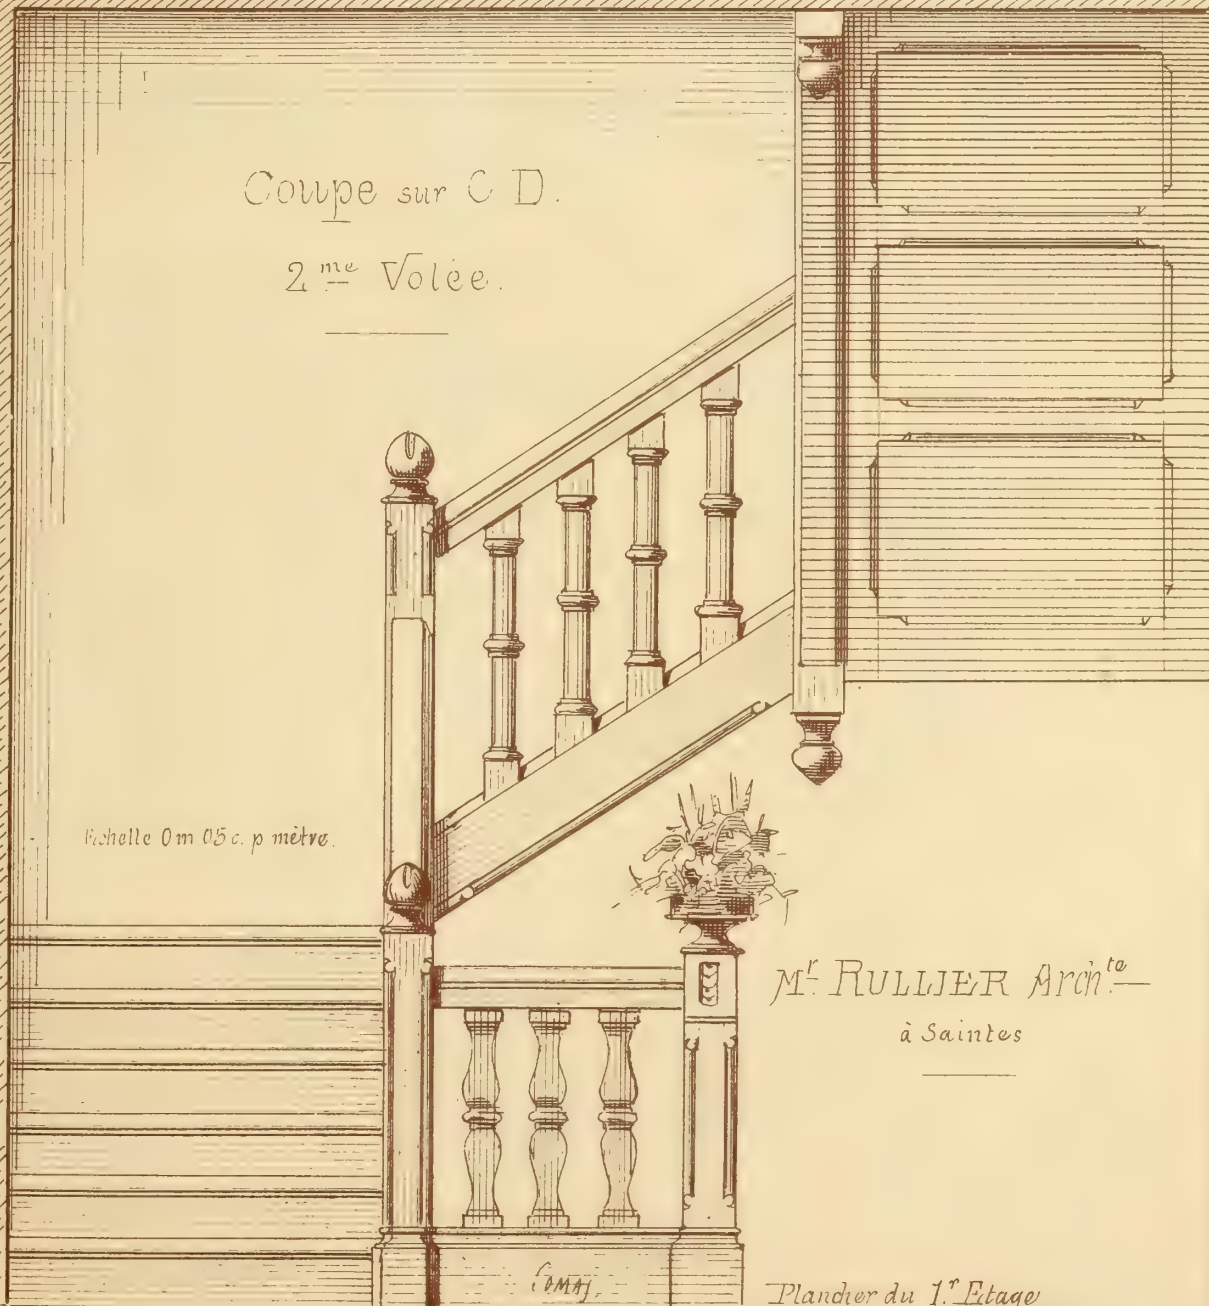 Coupe sur C D.
2me Volée.
Echelle 0m 05c. p mètre.
Mr. RULLIER Archte
à Saintes
Plancher du 1r. Etage